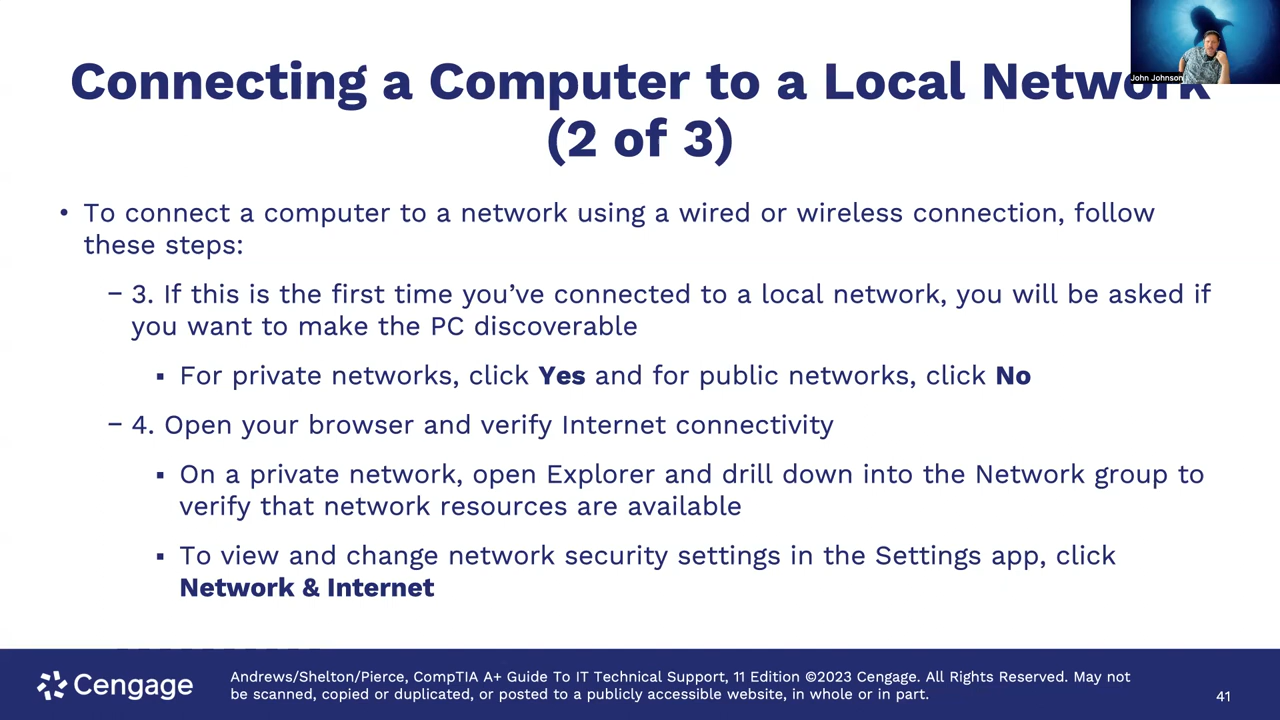 Connecting a Computer to a Local Network
(2 of 3)
John Johnson
• To connect a computer to a network using a wired or wireless connection, follow
these steps:
– 3. If this is the first time you’ve connected to a local network, you will be asked if
you want to make the PC discoverable
▪ For private networks, click Yes and for public networks, click No
– 4. Open your browser and verify Internet connectivity
▪ On a private network, open Explorer and drill down into the Network group to
verify that network resources are available
▪ To view and change network security settings in the Settings app, click
Network & Internet
Cengage
Andrews/Shelton/Pierce, CompTIA A+ Guide To IT Technical Support, 11 Edition ©2023 Cengage. All Rights Reserved. May not
be scanned, copied or duplicated, or posted to a publicly accessible website, in whole or in part.
41